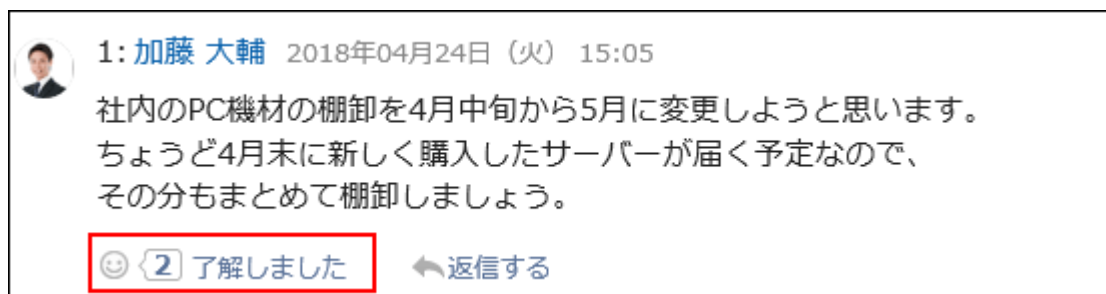 1: 加藤 大輔 2018年04月24日（火） 15:05
社内のPC機材の棚卸を4月中旬から5月に変更しようと思います。
ちょうど4月末に新しく購入したサーバーが届く予定なので、
その分もまとめて棚卸しましょう。
2 了解しました 返信する